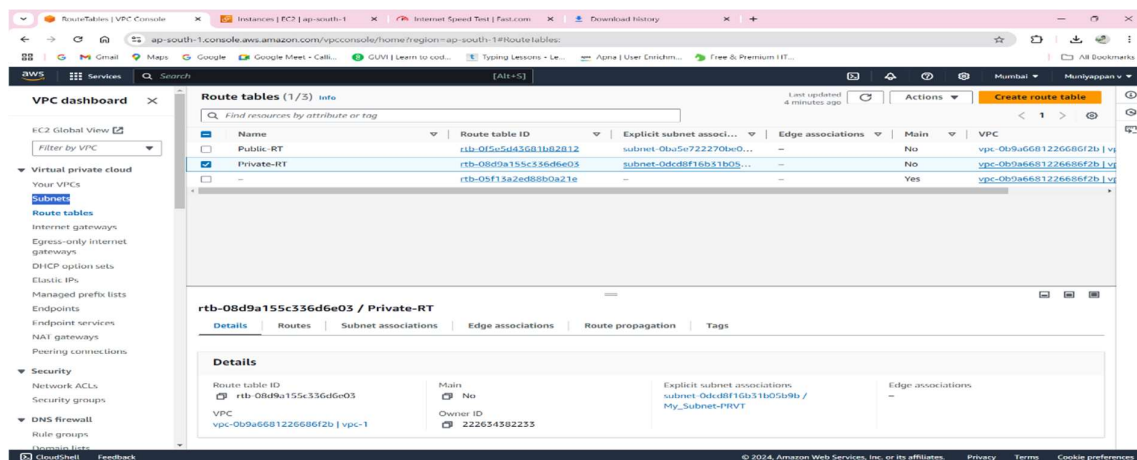 RouteTables | VPC Console
Instances | EC2 | ap-south-1
Internet Speed Test | Fast.com
Download history
ap-south-1.console.aws.amazon.com/vpcconsole/home?region=ap-south-1#RouteTables:
Gmail Maps Google Google Meet - Calli... GUVI | Learn to cod... Typing Lessons - Le... Apna | User Enrichm... Free & Premium HT... All Bookmarks
aws Services Search [Alt+S] Mumbai Muniyappan v
VPC dashboard
EC2 Global View
Filter by VPC
Virtual private cloud
Your VPCs
Subnets
Route tables
Internet gateways
Egress-only internet
gateways
DHCP option sets
Elastic IPs
Managed prefix lists
Endpoints
Endpoint services
NAT gateways
Peering connections
Security
Network ACLs
Security groups
DNS firewall
Rule groups
Domain lists
Route tables (1/3) Info
Last updated
4 minutes ago
Actions
Create route table
Find resources by attribute or tag
1
Name Route table ID Explicit subnet associ... Edge associations Main VPC
Public-RT rtb-0f5e5d43681b82812 subnet-0ba5e722270be0... – No vpc-0b9a6681226686f2b | vp
Private-RT rtb-08d9a155c336d6e03 subnet-0dcd8f16b31b05... – No vpc-0b9a6681226686f2b | vp
– rtb-05f13a2ed88b0a21e – – Yes vpc-0b9a6681226686f2b | vp
rtb-08d9a155c336d6e03 / Private-RT
Details Routes Subnet associations Edge associations Route propagation Tags
Details
Route table ID
rtb-08d9a155c336d6e03
Main
No
Explicit subnet associations
subnet-0dcd8f16b31b05b9b /
My_Subnet-PRVT
Edge associations
–
VPC
vpc-0b9a6681226686f2b | vpc-1
Owner ID
222634382233
CloudShell Feedback © 2024, Amazon Web Services, Inc. or its affiliates. Privacy Terms Cookie preferences